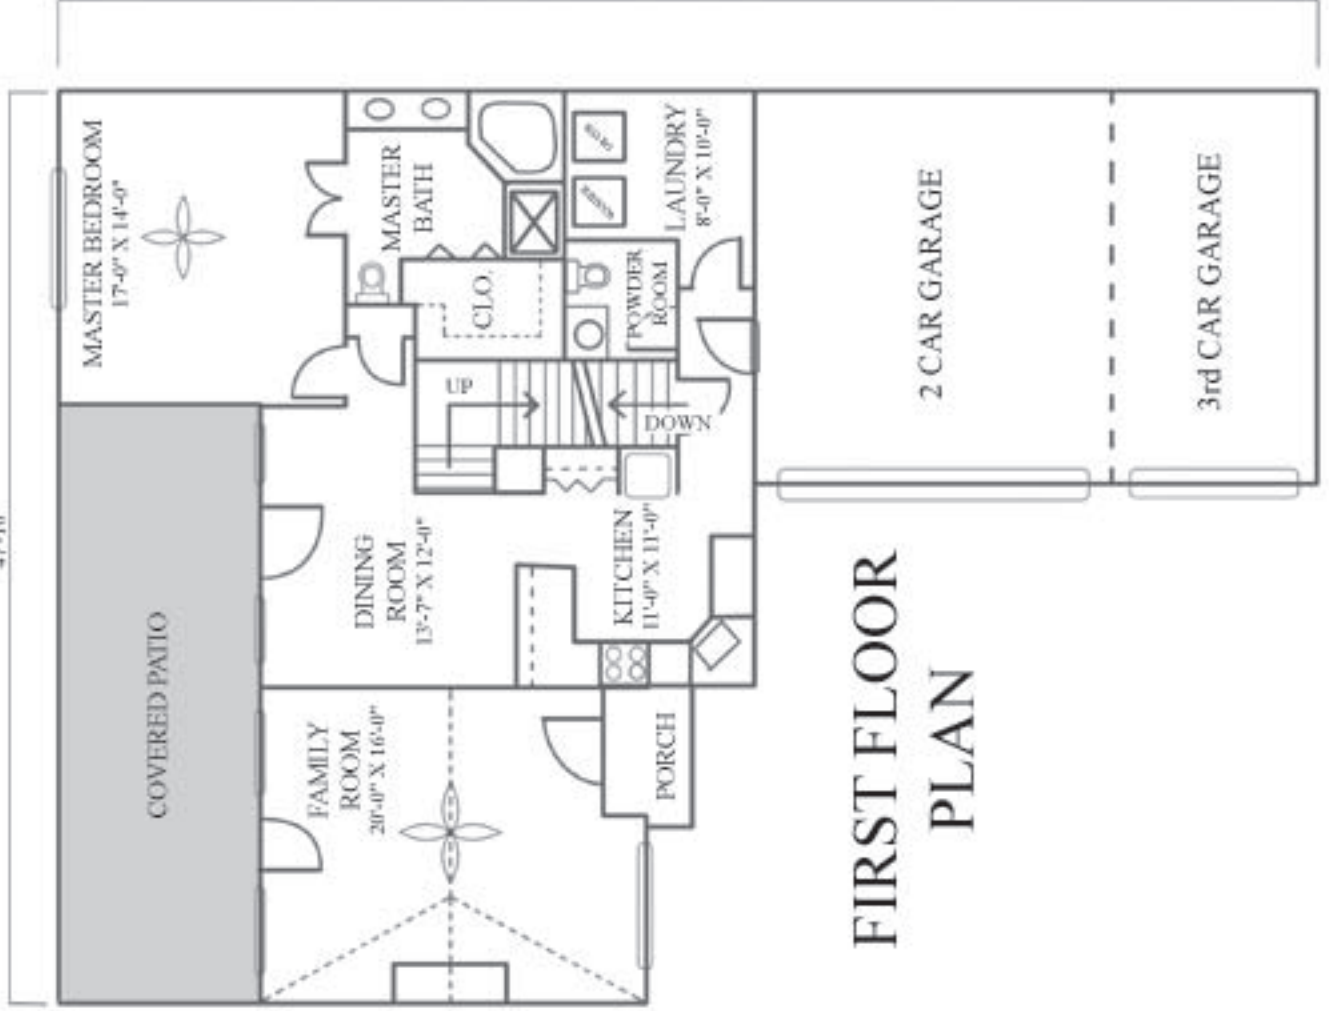 MASTER BEDROOM
17'-0" X 14'-0"
MASTER
BATH
CLO.
LAUNDRY
8'-0" X 10'-0"
POWDER
ROOM
2 CAR GARAGE
3rd CAR GARAGE
UP
DOWN
COVERED PATIO
DINING
ROOM
13'-7" X 12'-0"
KITCHEN
11'-0" X 11'-0"
FAMILY
ROOM
20'-0" X 16'-0"
PORCH
FIRST FLOOR
PLAN